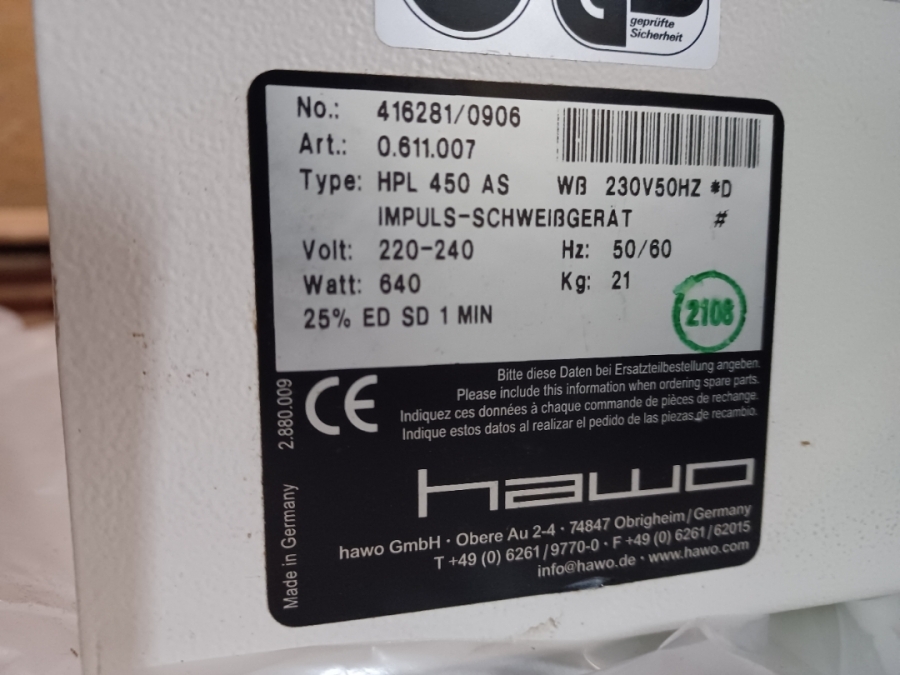 geprüfte
Sicherheit
No.: 416281/0906
Art.: 0.611.007
Type: HPL 450 AS WB 230V50HZ *D
IMPULS-SCHWEIßGERÄT #
Volt: 220-240 Hz: 50/60
Watt: 640 Kg: 21
25% ED SD 1 MIN
2108
Bitte diese Daten bei Ersatzteilbestellung angeben.
Please include this information when ordering spare parts.
Indiquez ces données à chaque commande de pièces de rechange.
Indique estos datos al realizar el pedido de las piezas de recambio.
2.880.009
CE
hawo
Made in Germany
hawo GmbH · Obere Au 2-4 · 74847 Obrigheim/Germany
T +49 (0) 6261/9770-0 · F +49 (0) 6261/62015
info@hawo.de · www.hawo.com